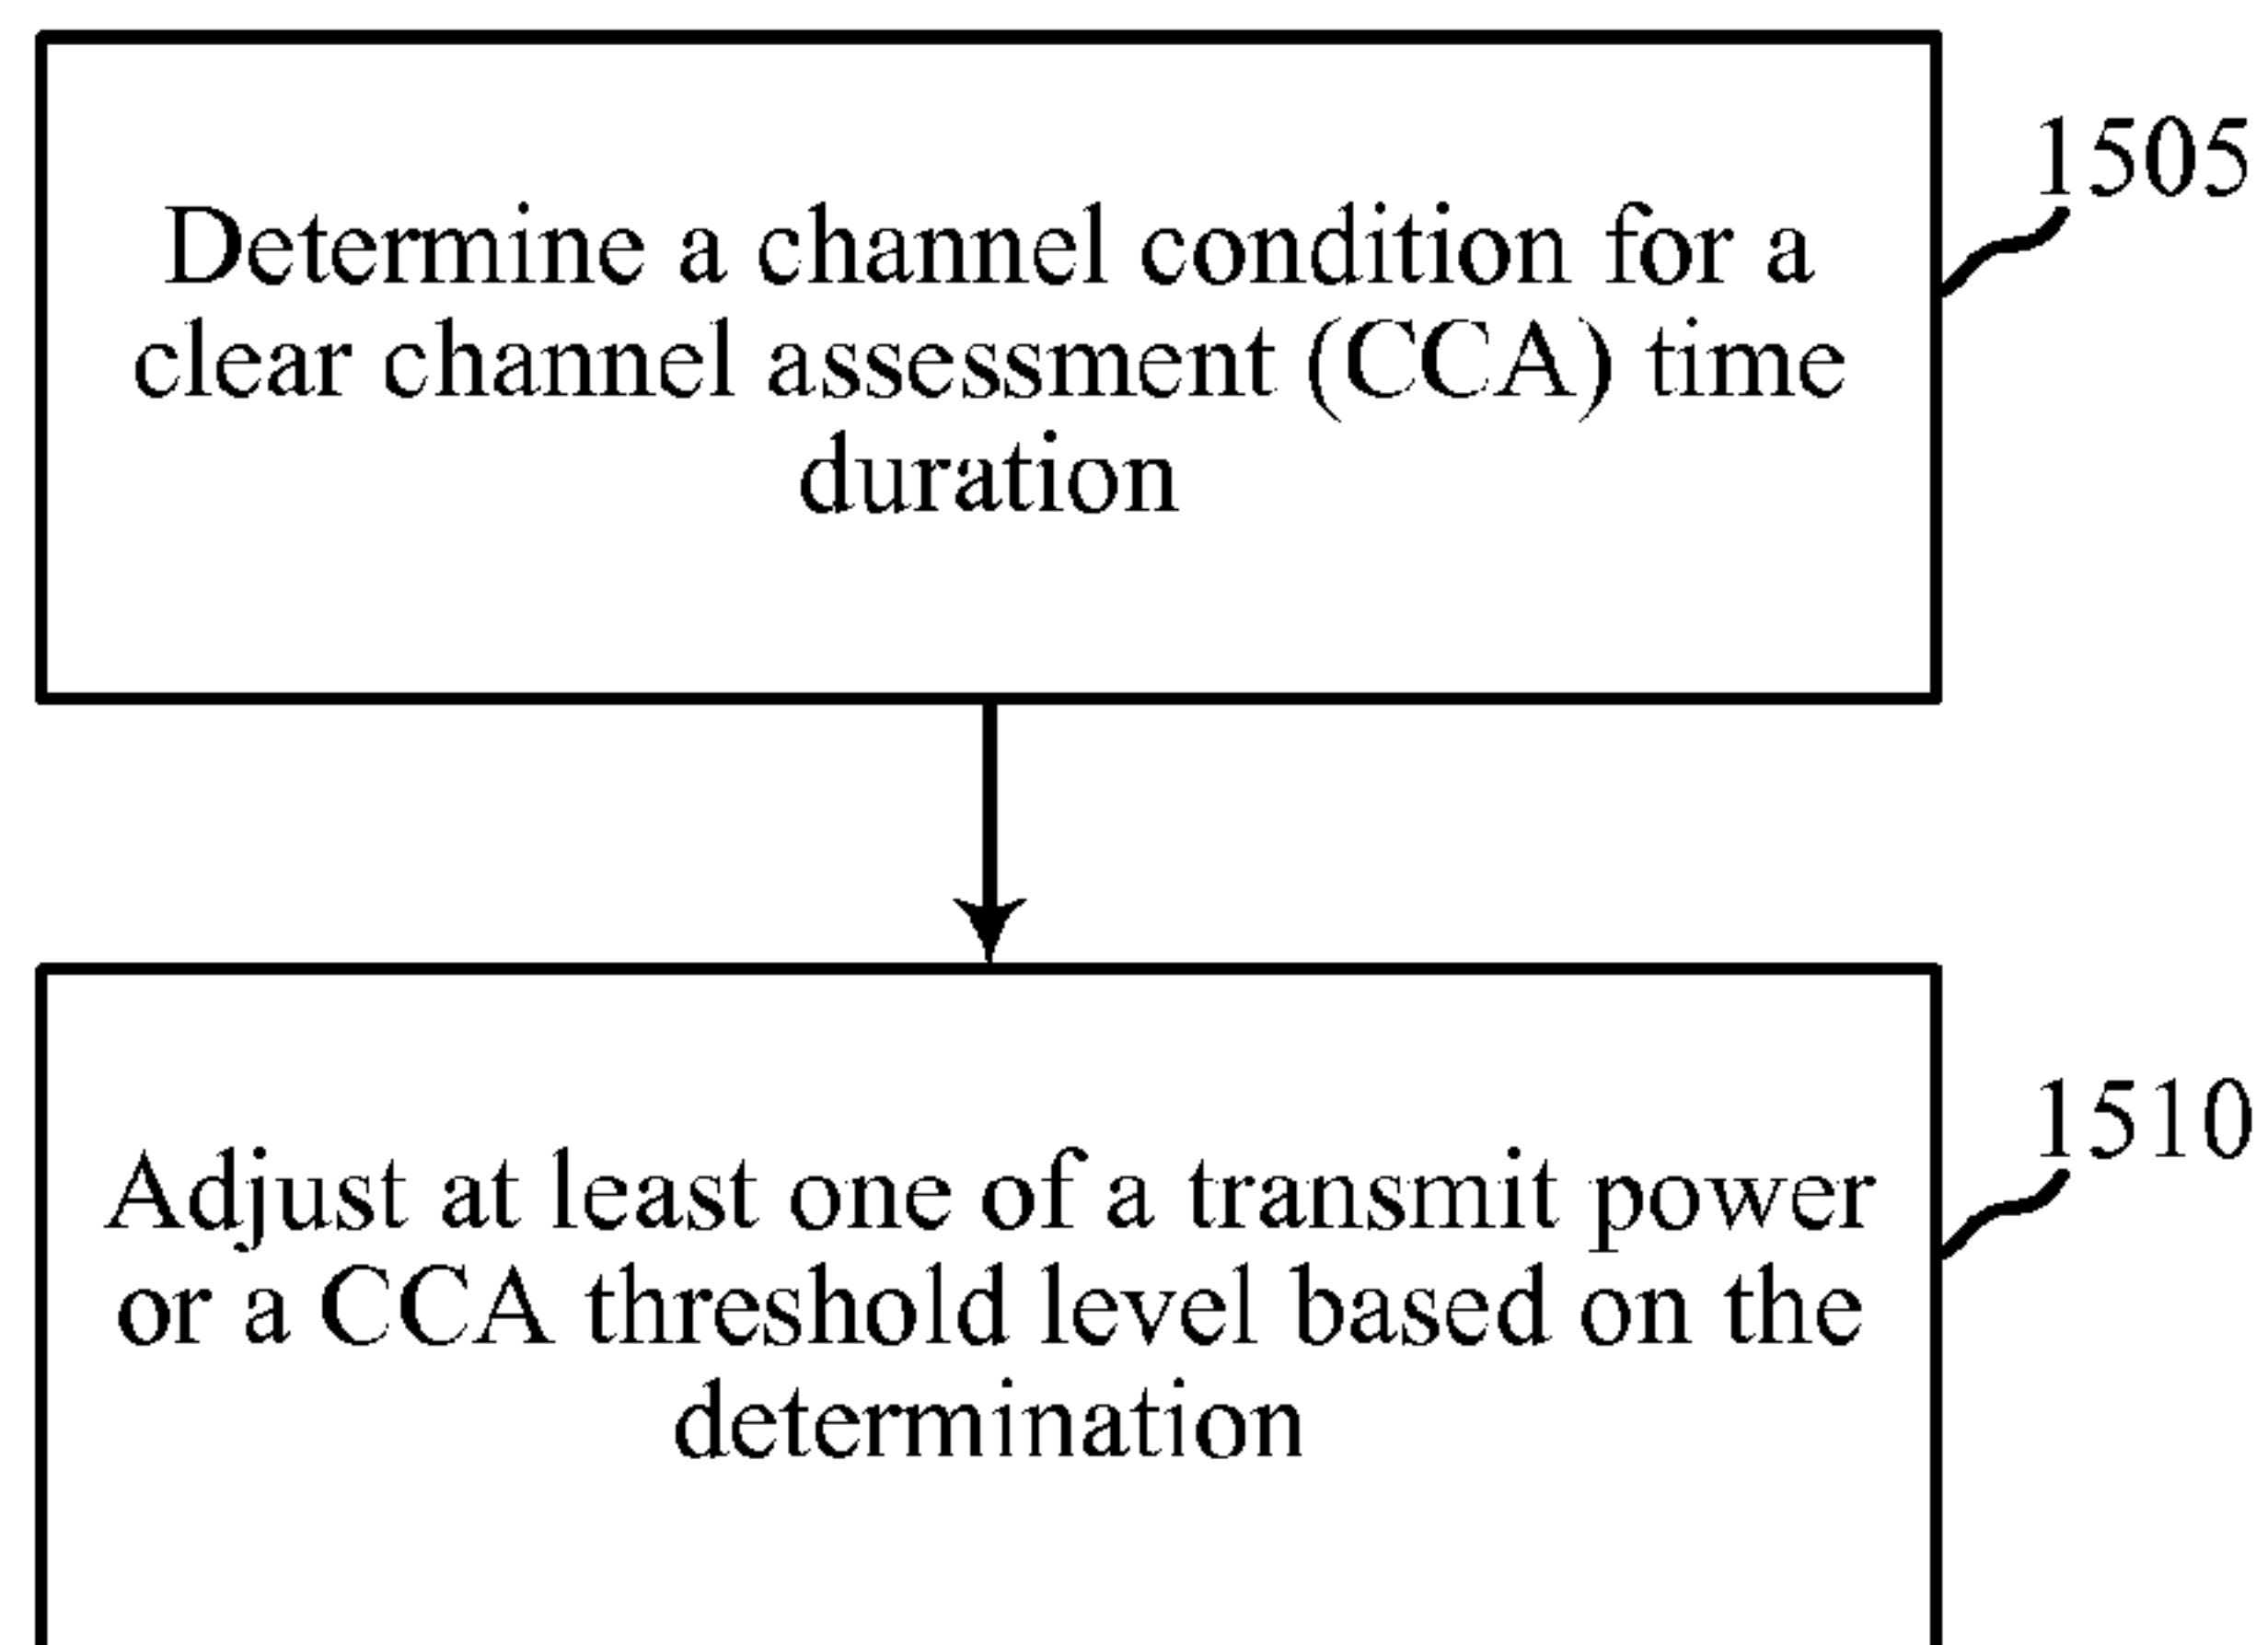 1505
Determine a channel condition for a
clear channel assessment (CCA) time
duration
1510
Adjust at least one of a transmit power
or a CCA threshold level based on the
determination